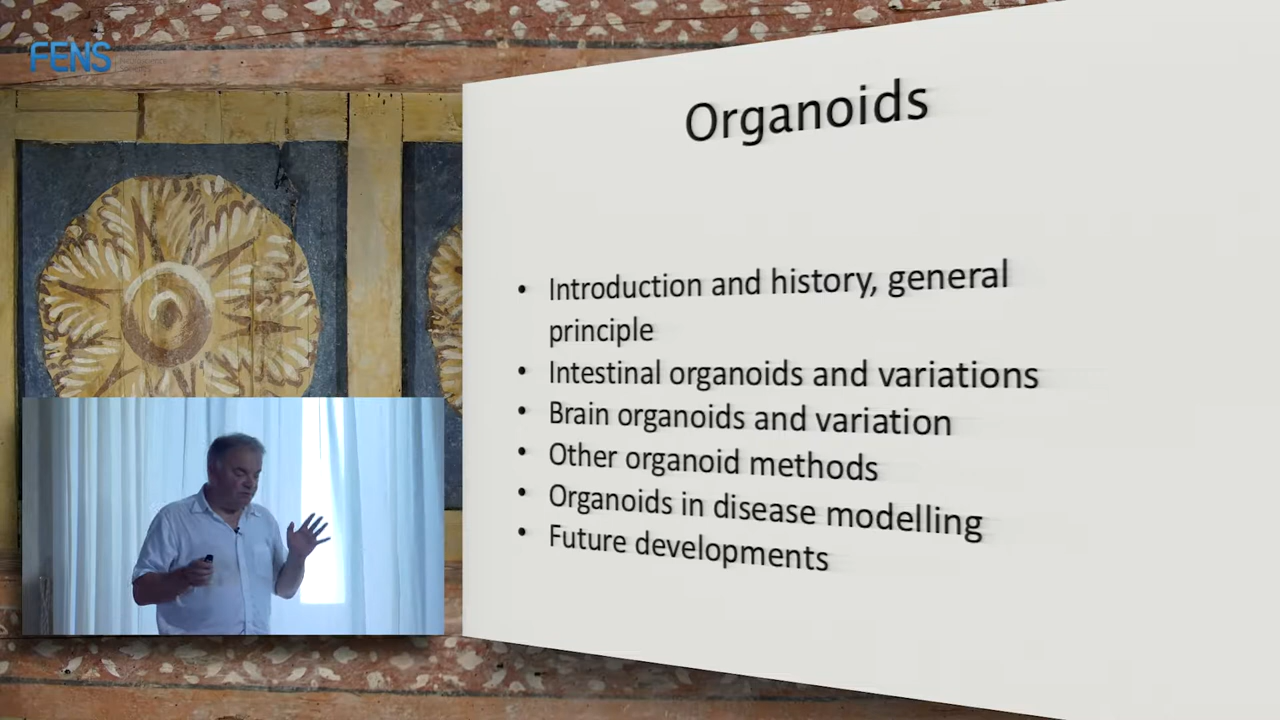 FENS
Organoids
• Introduction and history, general
principle
• Intestinal organoids and variations
• Brain organoids and variation
• Other organoid methods
• Organoids in disease modelling
• Future developments